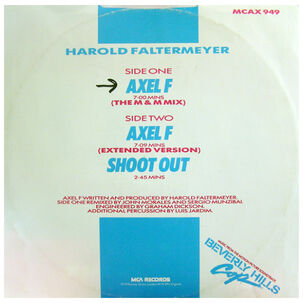 MCAX 949
HAROLD FALTERMEYER
SIDE ONE
AXEL F
7·00 MINS
(THE M & M MIX)
SIDE TWO
AXEL F
7·09 MINS
(EXTENDED VERSION)
SHOOT OUT
2·45 MINS
AXEL F WRITTEN AND PRODUCED BY HAROLD FALTERMEYER.
SIDE ONE REMIXED BY JOHN MORALES AND SERGIO MUNZIBAI.
ENGINEERED BY GRAHAM DICKSON.
ADDITIONAL PERCUSSION BY LUIS JARDIM.
BEVERLY HILLS
COP
MCA RECORDS